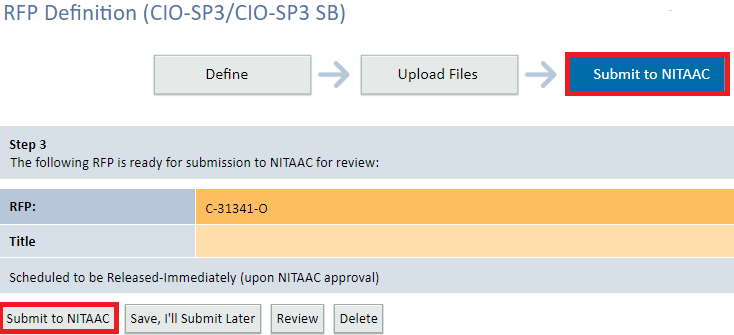 RFP Definition (CIO-SP3/CIO-SP3 SB)
Define
Upload Files
Submit to NITAAC
Step 3
The following RFP is ready for submission to NITAAC for review:
RFP: C-31341-O
Title
Scheduled to be Released-Immediately (upon NITAAC approval)
Submit to NITAAC Save, I'll Submit Later Review Delete